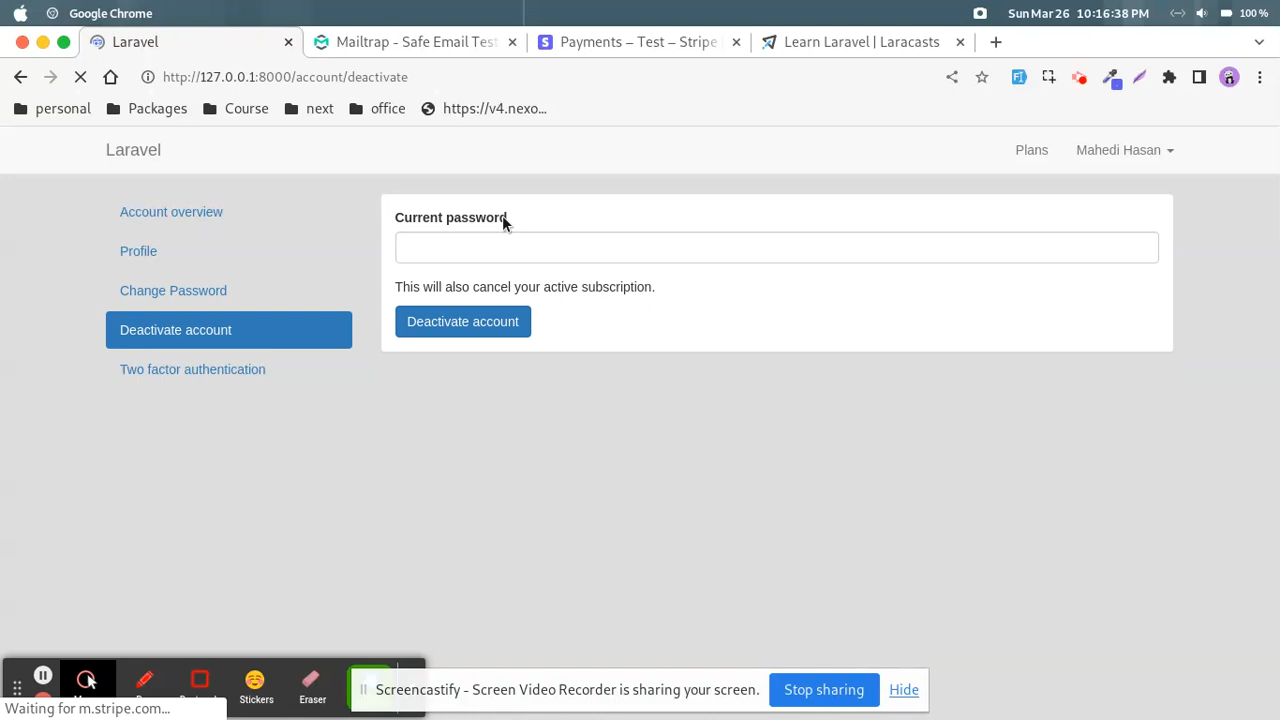 Google Chrome
Sun Mar 26 10:16:38 PM 100 %
Laravel
Mailtrap - Safe Email Test
Payments – Test – Stripe
Learn Laravel | Laracasts
http://127.0.0.1:8000/account/deactivate
personal
Packages
Course
next
office
https://v4.nexo...
Laravel
Plans
Mahedi Hasan
Account overview
Profile
Change Password
Deactivate account
Two factor authentication
Current password
This will also cancel your active subscription.
Deactivate account
Stickers
Eraser
Screencastify - Screen Video Recorder is sharing your screen.
Stop sharing
Hide
Waiting for m.stripe.com...